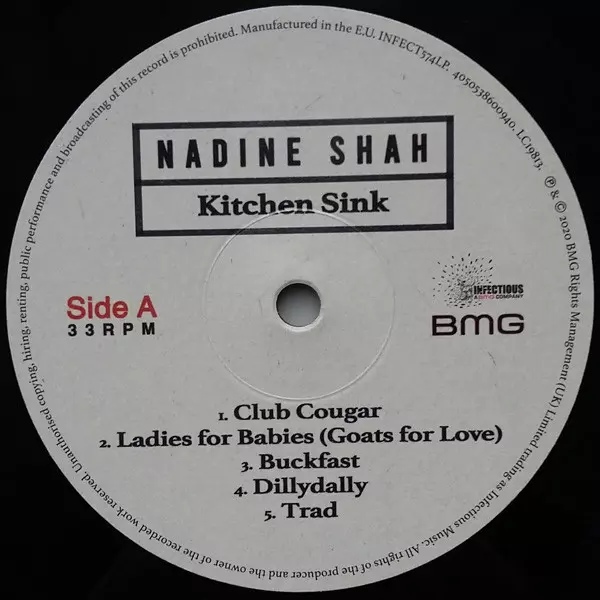 NADINE SHAH
Kitchen Sink
Side A
33RPM
INFECTIOUS
A BMG COMPANY
BMG
1. Club Cougar
2. Ladies for Babies (Goats for Love)
3. Buckfast
4. Dillydally
5. Trad
Unauthorised copying, hiring, renting, public performance and broadcasting of this record is prohibited. Manufactured in the E.U. INFECT574LP. 4050538600940. LC19813.
℗ & © 2020 BMG Rights Management (UK) Limited trading as Infectious Music. All rights of the producer and of the owner of the recorded work reserved.